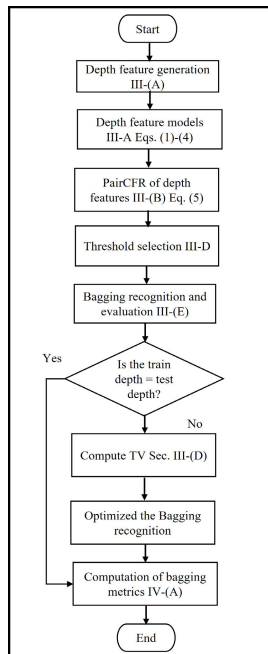 Start
Depth feature generation
III-(A)
Depth feature models
III-A Eqs. (1)-(4)
PairCFR of depth
features III-(B) Eq. (5)
Threshold selection III-D
Bagging recognition and
evaluation III-(E)
Yes
Is the train
depth = test
depth?
No
Compute TV Sec. III-(D)
Optimized the Bagging
recognition
Computation of bagging
metrics IV-(A)
End